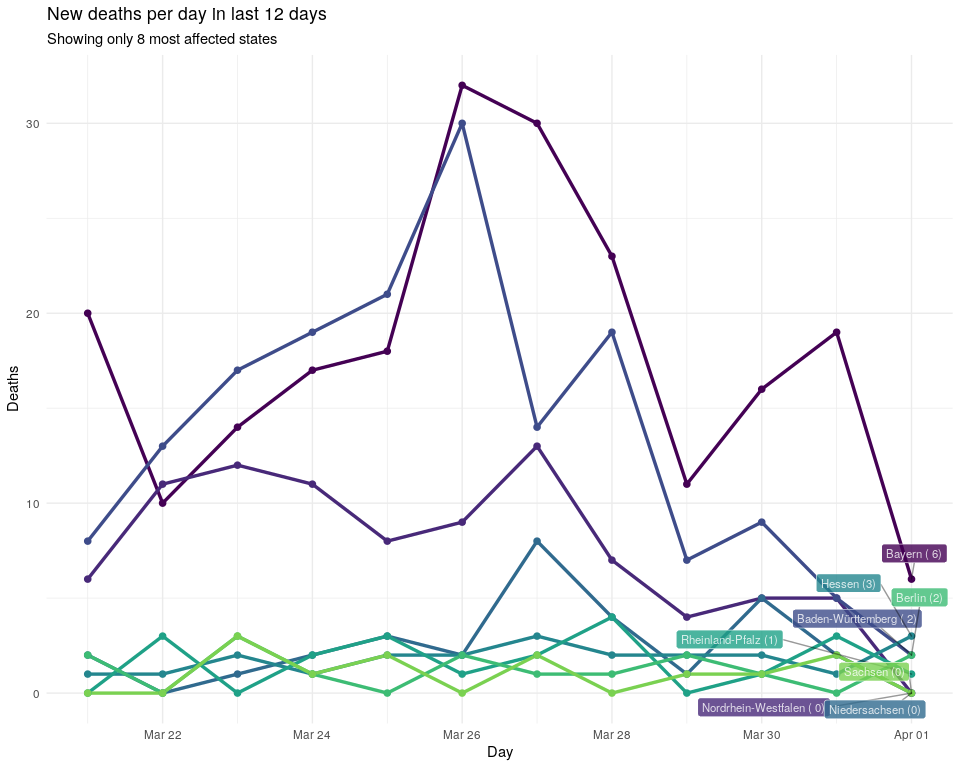 New deaths per day in last 12 days
Showing only 8 most affected states
30
20
10
0
Deaths
Bayern ( 6)
Hessen (3)
Berlin (2)
Baden-Württemberg ( 2)
Rheinland-Pfalz (1)
Sachsen (0)
Nordrhein-Westfalen ( 0)
Niedersachsen (0)
Mar 22
Mar 24
Mar 26
Mar 28
Mar 30
Apr 01
Day